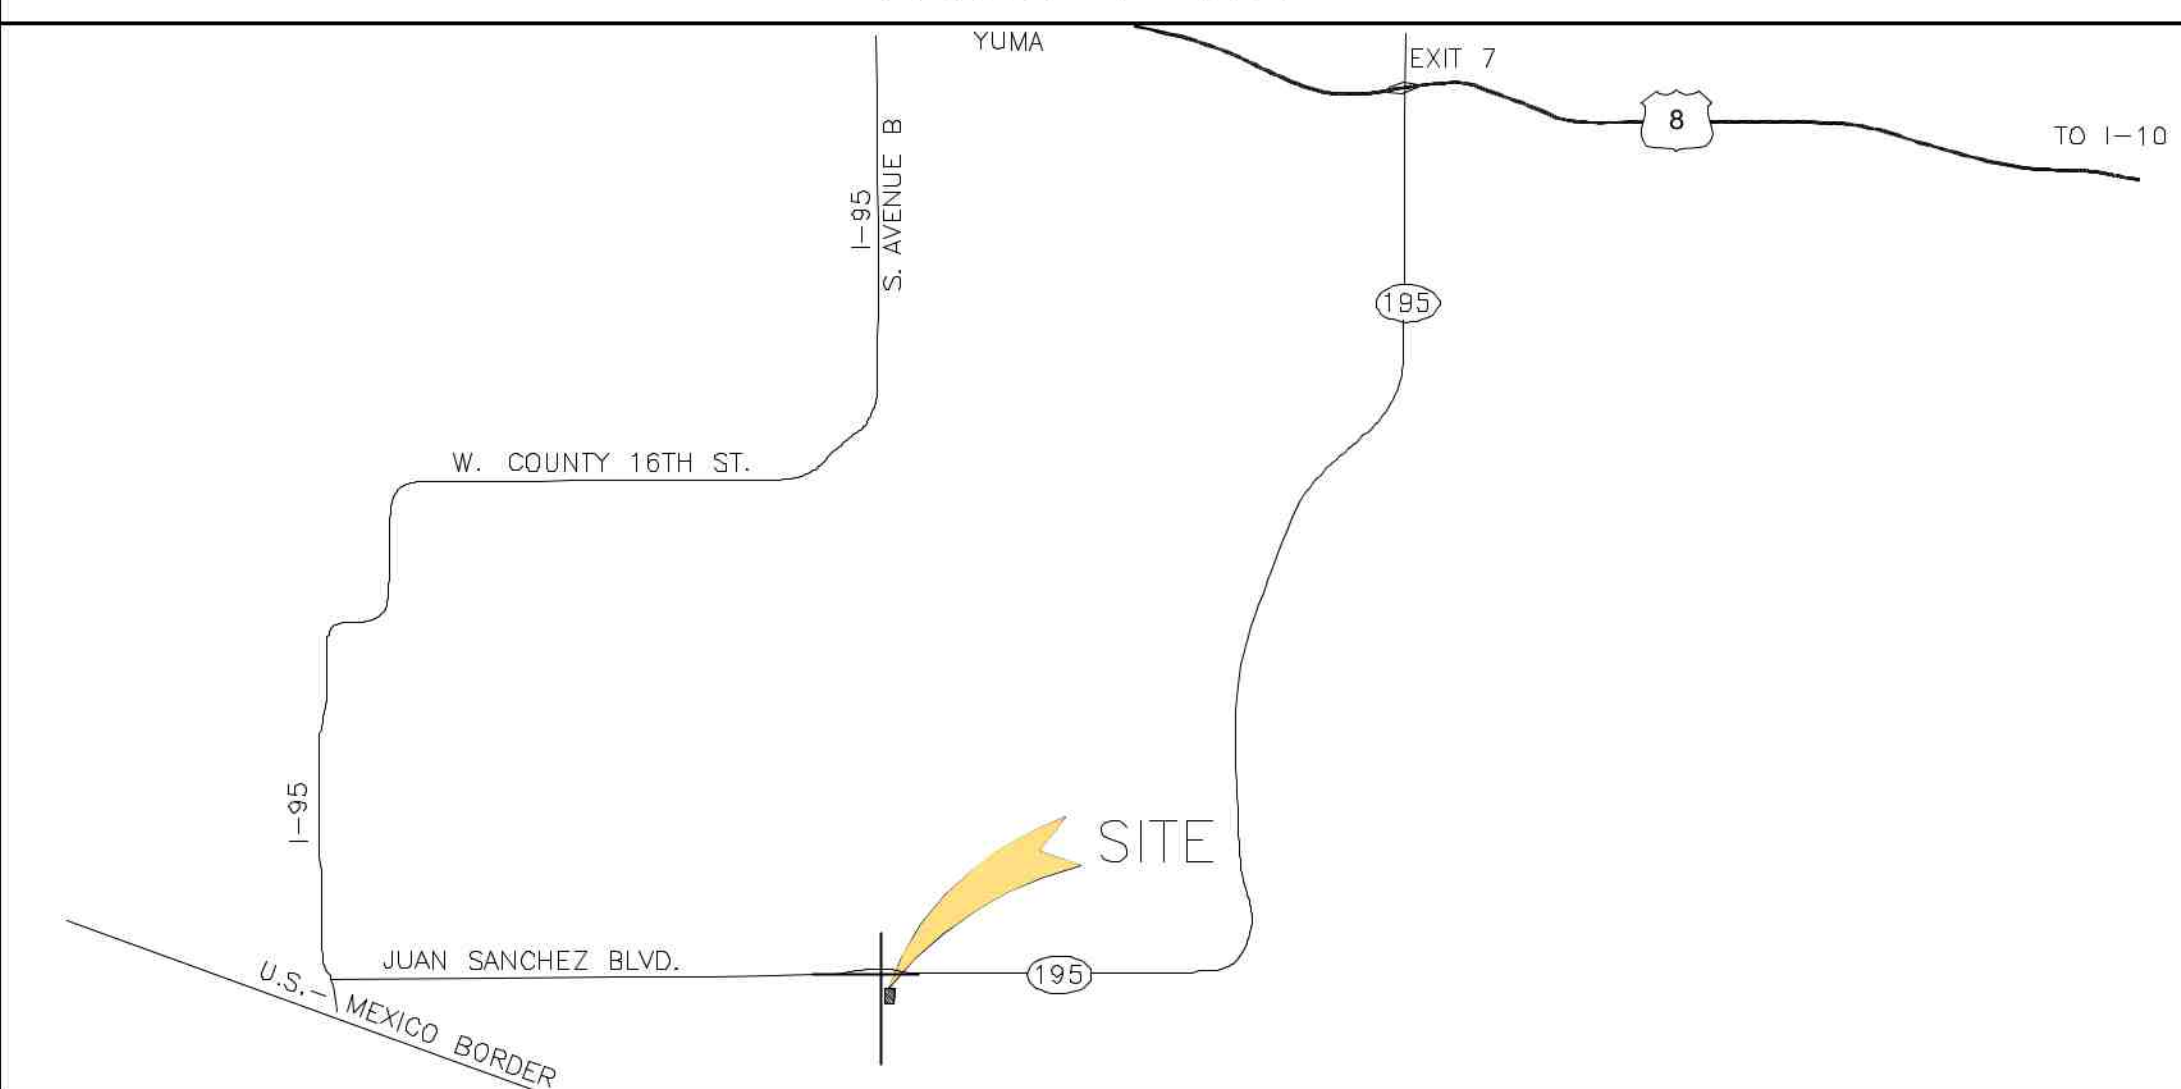 YUMA
EXIT 7
8
TO I-10
I-95
S. AVENUE B
195
W. COUNTY 16TH ST.
I-95
SITE
JUAN SANCHEZ BLVD.
195
U.S.- MEXICO BORDER